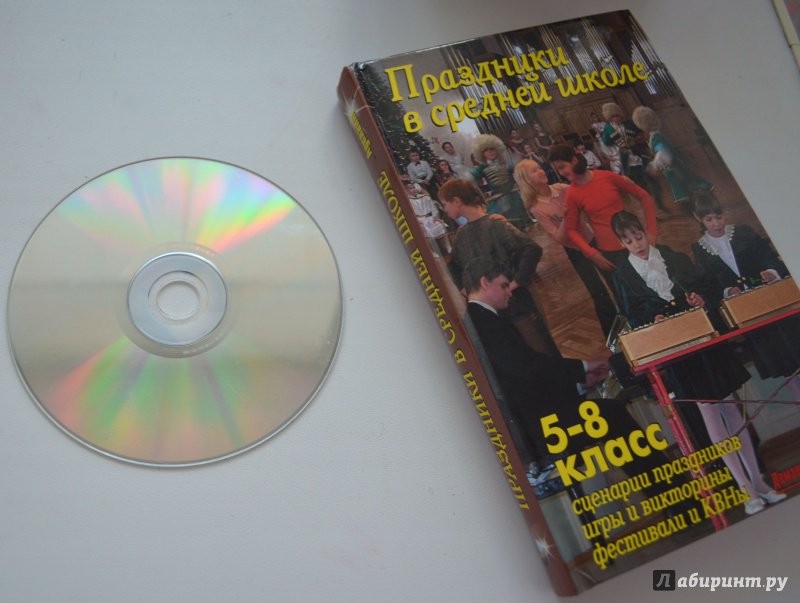 Праздники
в средней школе
ПРАЗДНИКИ В СРЕДНЕЙ ШКОЛЕ
5-8
класс
сценарии праздников
игры и викторины
фестивали и КВНы
Лабиринт.ру